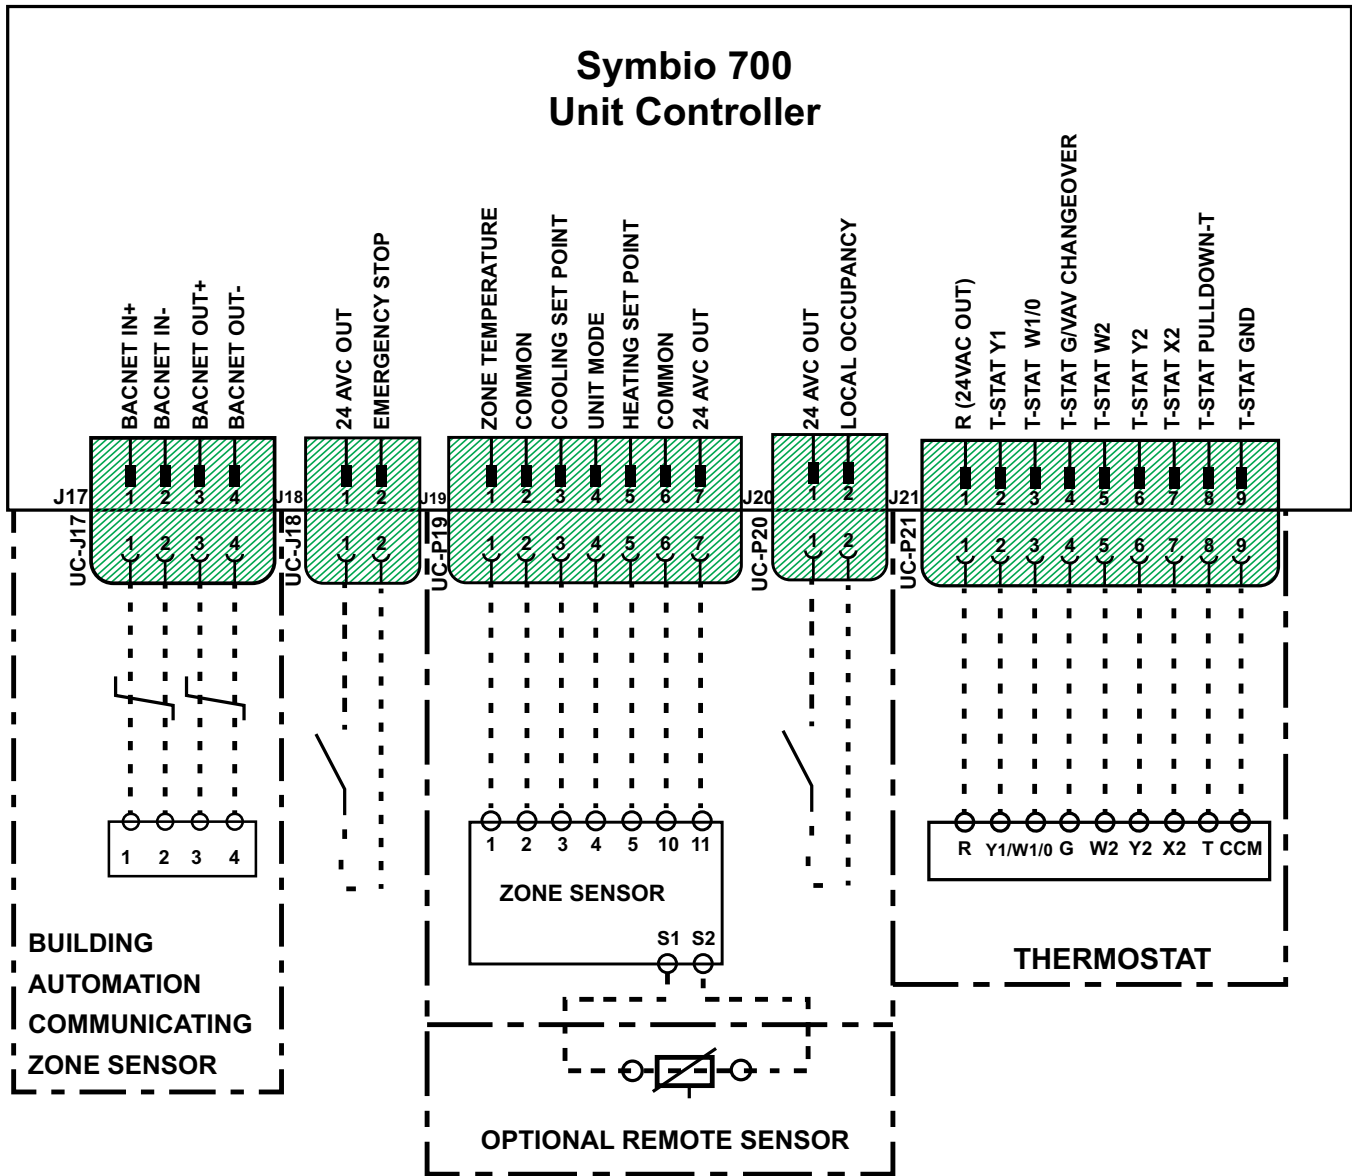 Symbio 700
Unit Controller
BACNET IN+
BACNET IN-
BACNET OUT+
BACNET OUT-
24 AVC OUT
EMERGENCY STOP
ZONE TEMPERATURE
COMMON
COOLING SET POINT
UNIT MODE
HEATING SET POINT
COMMON
24 AVC OUT
24 AVC OUT
LOCAL OCCUPANCY
R (24VAC OUT)
T-STAT Y1
T-STAT W1/0
T-STAT G/VAV CHANGEOVER
T-STAT W2
T-STAT Y2
T-STAT X2
T-STAT PULLDOWN-T
T-STAT GND
J17 1 2 3 4
J18 1 2
J19 1 2 3 4 5 6 7
J20 1 2
J21 1 2 3 4 5 6 7 8 9
UC-J17 1 2 3 4
UC-J18 1 2
UC-P19 1 2 3 4 5 6 7
UC-P20 1 2
UC-P21 1 2 3 4 5 6 7 8 9
1 2 3 4
1 2 3 4 5 10 11
R Y1/W1/0 G W2 Y2 X2 T CCM
ZONE SENSOR
S1 S2
BUILDING
AUTOMATION
COMMUNICATING
ZONE SENSOR
THERMOSTAT
OPTIONAL REMOTE SENSOR